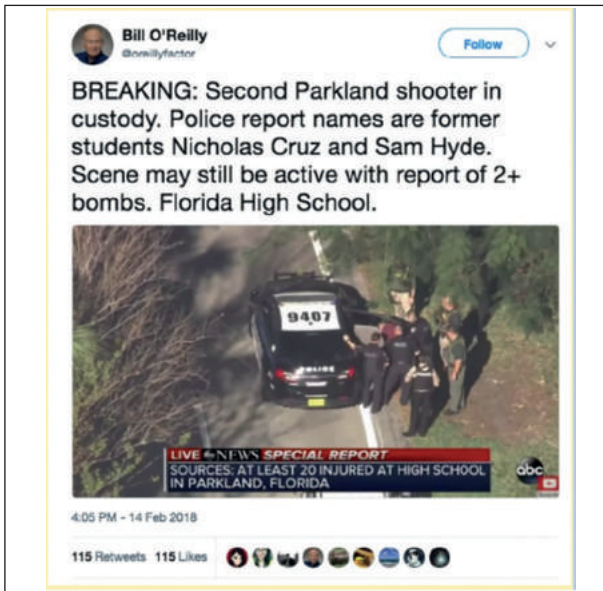 Bill O'Reilly
@oreillyfactor
Follow
BREAKING: Second Parkland shooter in
custody. Police report names are former
students Nicholas Cruz and Sam Hyde.
Scene may still be active with report of 2+
bombs. Florida High School.
9407
POLICE
LIVE abc NEWS SPECIAL REPORT
SOURCES: AT LEAST 20 INJURED AT HIGH SCHOOL
IN PARKLAND, FLORIDA
abc
4:05 PM - 14 Feb 2018
115 Retweets 115 Likes